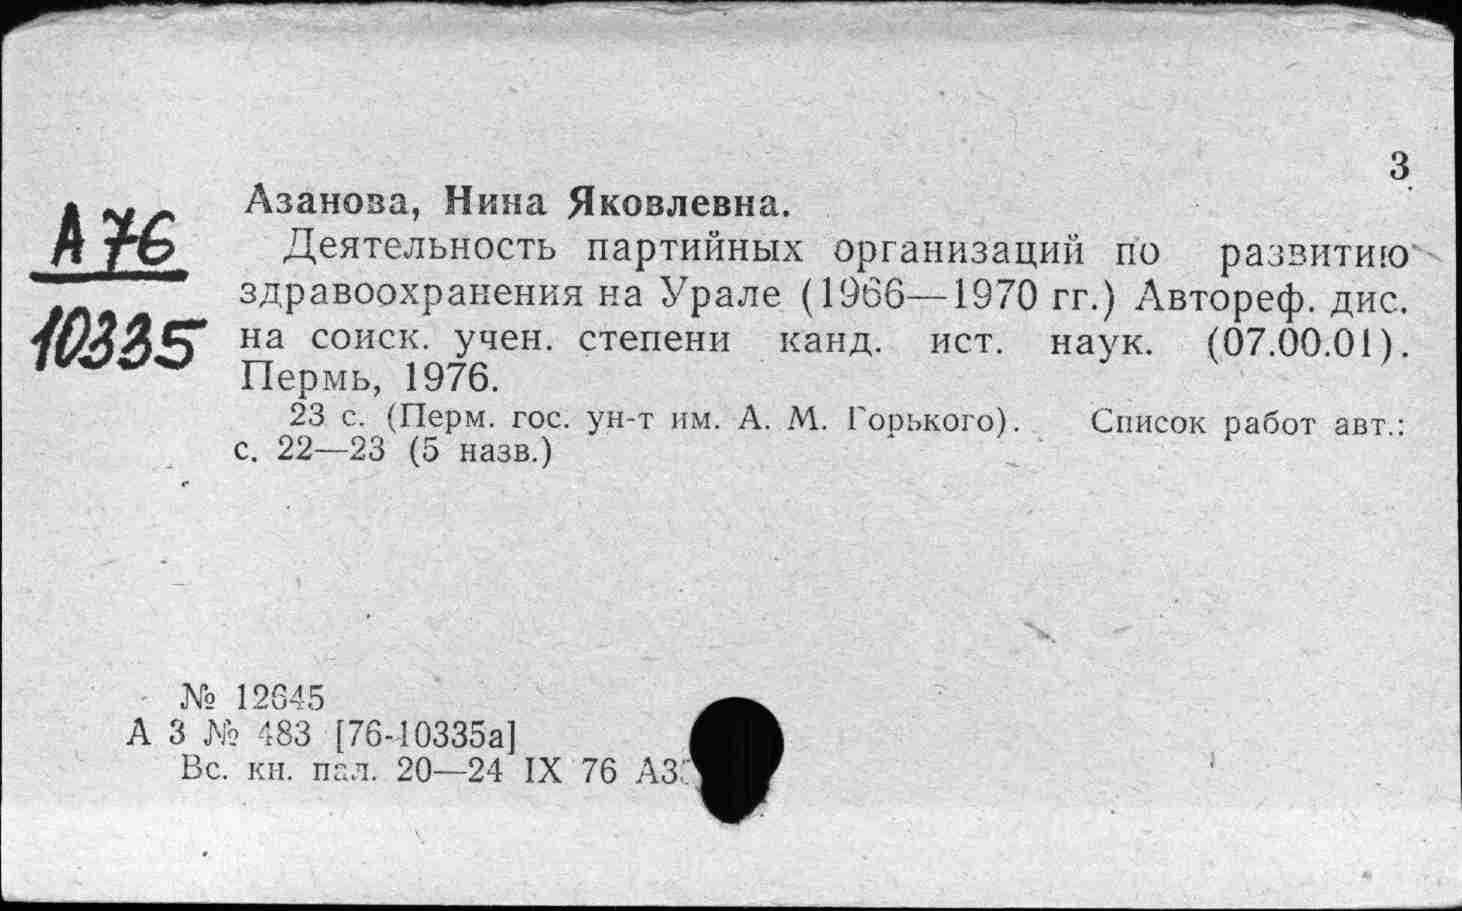 3
Азанова, Нина Яковлевна.
А76
10335
Деятельность партийных организаций по развитию
здравоохранения на Урале (1966—1970 гг.) Автореф. дис.
на соиск. учен. степени канд. ист. наук. (07.00.01).
Пермь, 1976.
23 с. (Перм. гос. ун-т им. А. М. Горького). Список работ авт.:
с. 22—23 (5 назв.)
№ 12645
А 3 № 483 [76-10335а]
Вс. кн. пал. 20—24 IX 76 А3